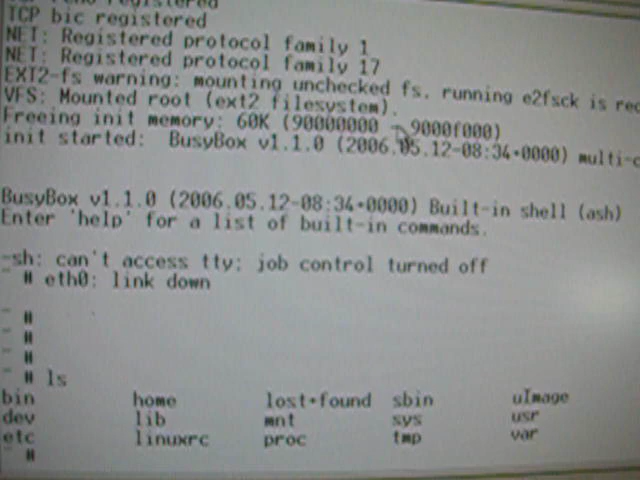 registered
TCP bic registered
NET: Registered protocol family 1
NET: Registered protocol family 17
EXT2-fs warning: mounting unchecked fs, running e2fsck is rec
VFS: Mounted root (ext2 filesystem).
Freeing init memory: 60K (90000000 - 9000f000)
init started:  BusyBox v1.1.0 (2006.05.12-08:34+0000) multi-c
BusyBox v1.1.0 (2006.05.12-08:34+0000) Built-in shell (ash)
Enter 'help' for a list of built-in commands.
-sh: can't access tty: job control turned off
~ # eth0: link down
~ #
~ #
~ #
~ # ls
bin home lost+found sbin uImage
dev lib mnt sys usr
etc linuxrc proc tmp var
~ #